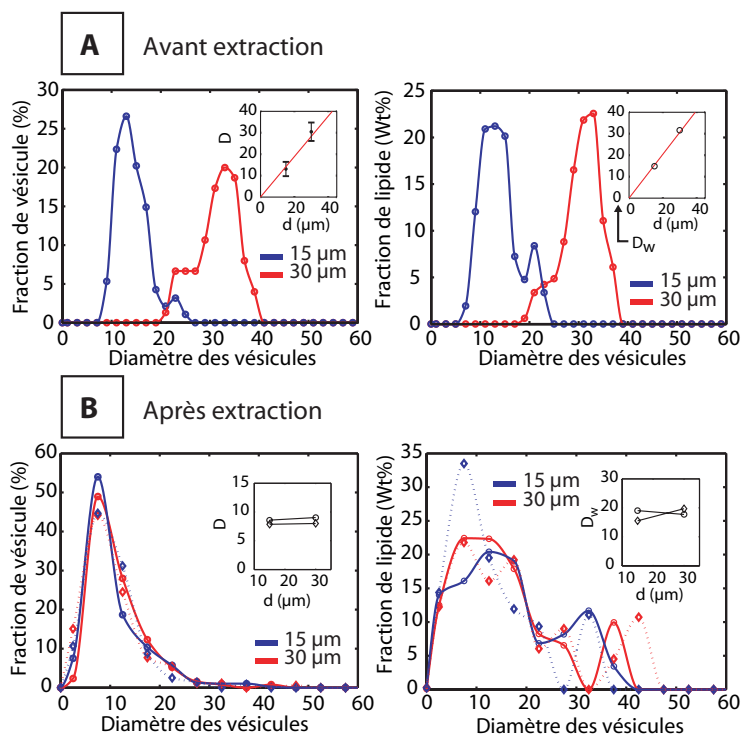 A Avant extraction
Fraction de vésicule (%)
30
25
20
15
10
5
0
0 10 20 30 40 50 60
Diamètre des vésicules
D
40
30
20
10
0
0 20 40
d (µm)
15 µm
30 µm
Fraction de lipide (Wt%)
25
20
15
10
5
0
0 10 20 30 40 50 60
Diamètre des vésicules
40
30
20
10
0
0 20 40
d (µm)
Dw
15 µm
30 µm
B Après extraction
Fraction de vésicule (%)
60
50
40
30
20
10
0
0 10 20 30 40 50 60
Diamètre des vésicules
D
15
10
5
0
10 20 30
d (µm)
15 µm
30 µm
Fraction de lipide (Wt%)
35
30
25
20
15
10
5
0
0 10 20 30 40 50 60
Diamètre des vésicules
15 µm
30 µm
Dw
30
20
10
0
10 20 30
d (µm)